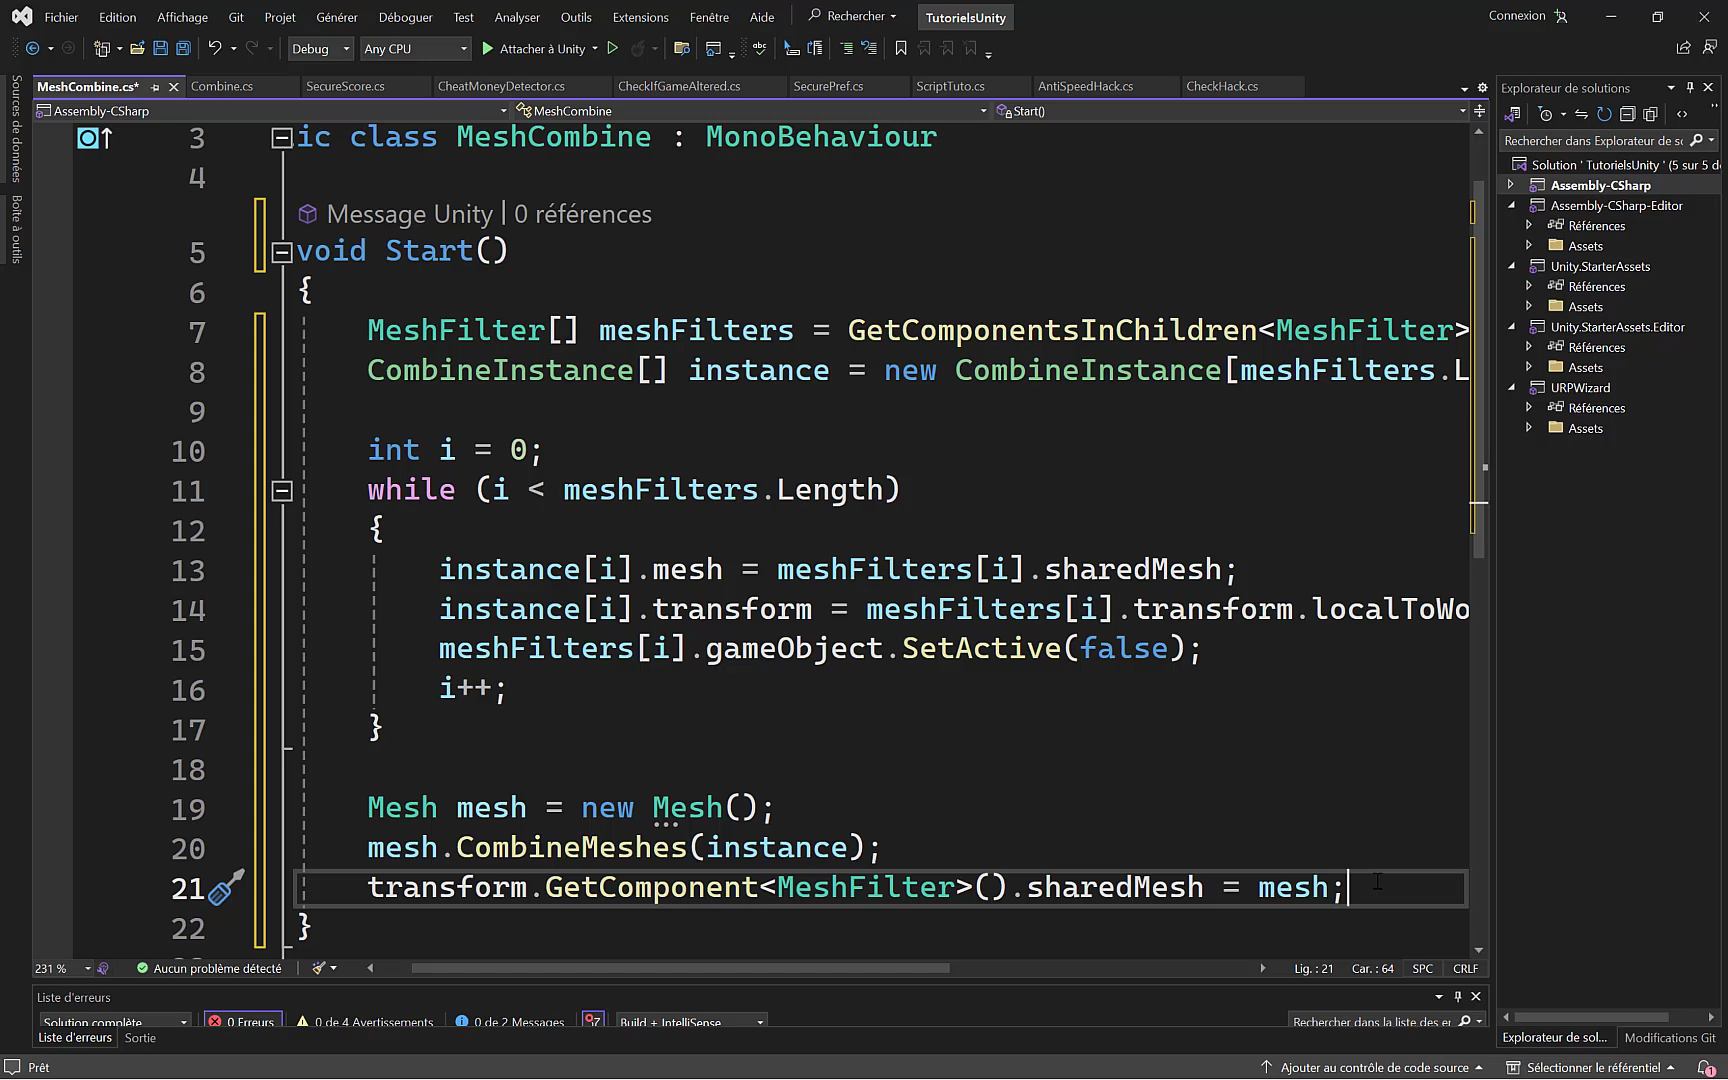 Fichier Edition Affichage Git Projet Générer Déboguer Test Analyser Outils Extensions Fenêtre Aide Rechercher TutorielsUnity Connexion
Debug Any CPU Attacher à Unity
MeshCombine.cs* Combine.cs SecureScore.cs CheatMoneyDetector.cs CheckIfGameAltered.cs SecurePref.cs ScriptTuto.cs AntiSpeedHack.cs CheckHack.cs
Assembly-CSharp MeshCombine Start()
Sources de données
Boîte à outils
3 ic class MeshCombine : MonoBehaviour
4
Message Unity | 0 références
5 void Start()
6 {
7 MeshFilter[] meshFilters = GetComponentsInChildren<MeshFilter>
8 CombineInstance[] instance = new CombineInstance[meshFilters.L
9
10 int i = 0;
11 while (i < meshFilters.Length)
12 {
13 instance[i].mesh = meshFilters[i].sharedMesh;
14 instance[i].transform = meshFilters[i].transform.localToWo
15 meshFilters[i].gameObject.SetActive(false);
16 i++;
17 }
18
19 Mesh mesh = new Mesh();
20 mesh.CombineMeshes(instance);
21 transform.GetComponent<MeshFilter>().sharedMesh = mesh;
22 }
231 % Aucun problème détecté Lig. : 21 Car. : 64 SPC CRLF
Liste d'erreurs
Solution complète 0 Erreurs 0 de 4 Avertissements 0 de 2 Messages Build + IntelliSense Rechercher dans la liste des er
Liste d'erreurs Sortie
Explorateur de solutions
Rechercher dans Explorateur de sc
Solution ' TutorielsUnity ' (5 sur 5 d
Assembly-CSharp
Assembly-CSharp-Editor
Références
Assets
Unity.StarterAssets
Références
Assets
Unity.StarterAssets.Editor
Références
Assets
URPWizard
Références
Assets
Explorateur de sol... Modifications Git
Prêt Ajouter au contrôle de code source Sélectionner le référentiel 1